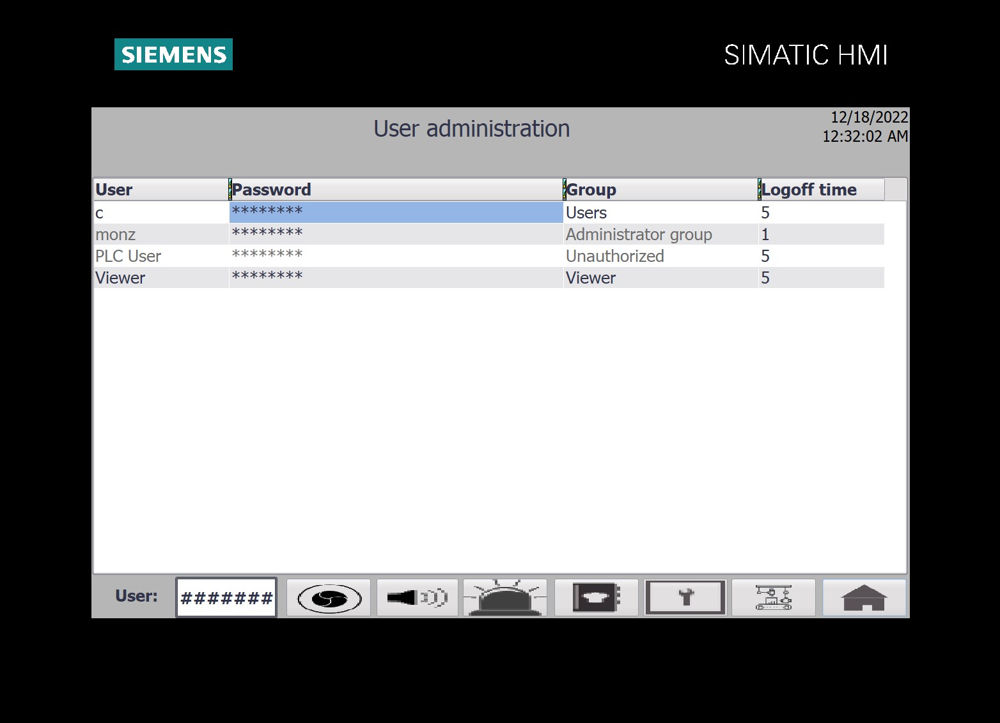 SIEMENS
SIMATIC HMI
User administration
12/18/2022
12:32:02 AM
User Password Group Logoff time
c ******** Users 5
monz ******** Administrator group 1
PLC User ******** Unauthorized 5
Viewer ******** Viewer 5
User: #######